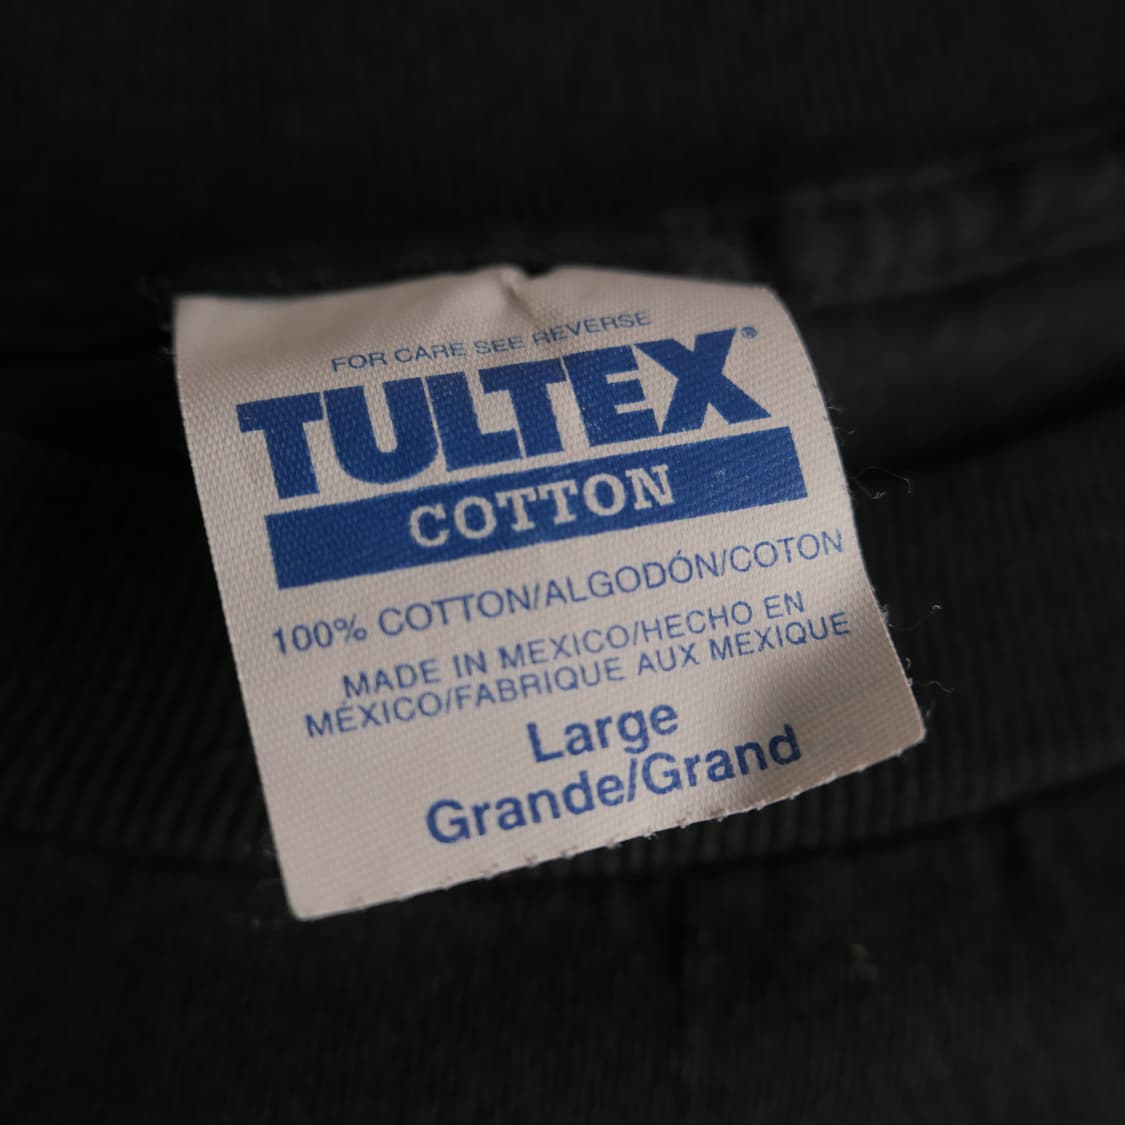 FOR CARE SEE REVERSE
TULTEX®
COTTON
100% COTTON/ALGODÓN/COTON
MADE IN MEXICO/HECHO EN
MÉXICO/FABRIQUE AUX MEXIQUE
Large
Grande/Grand